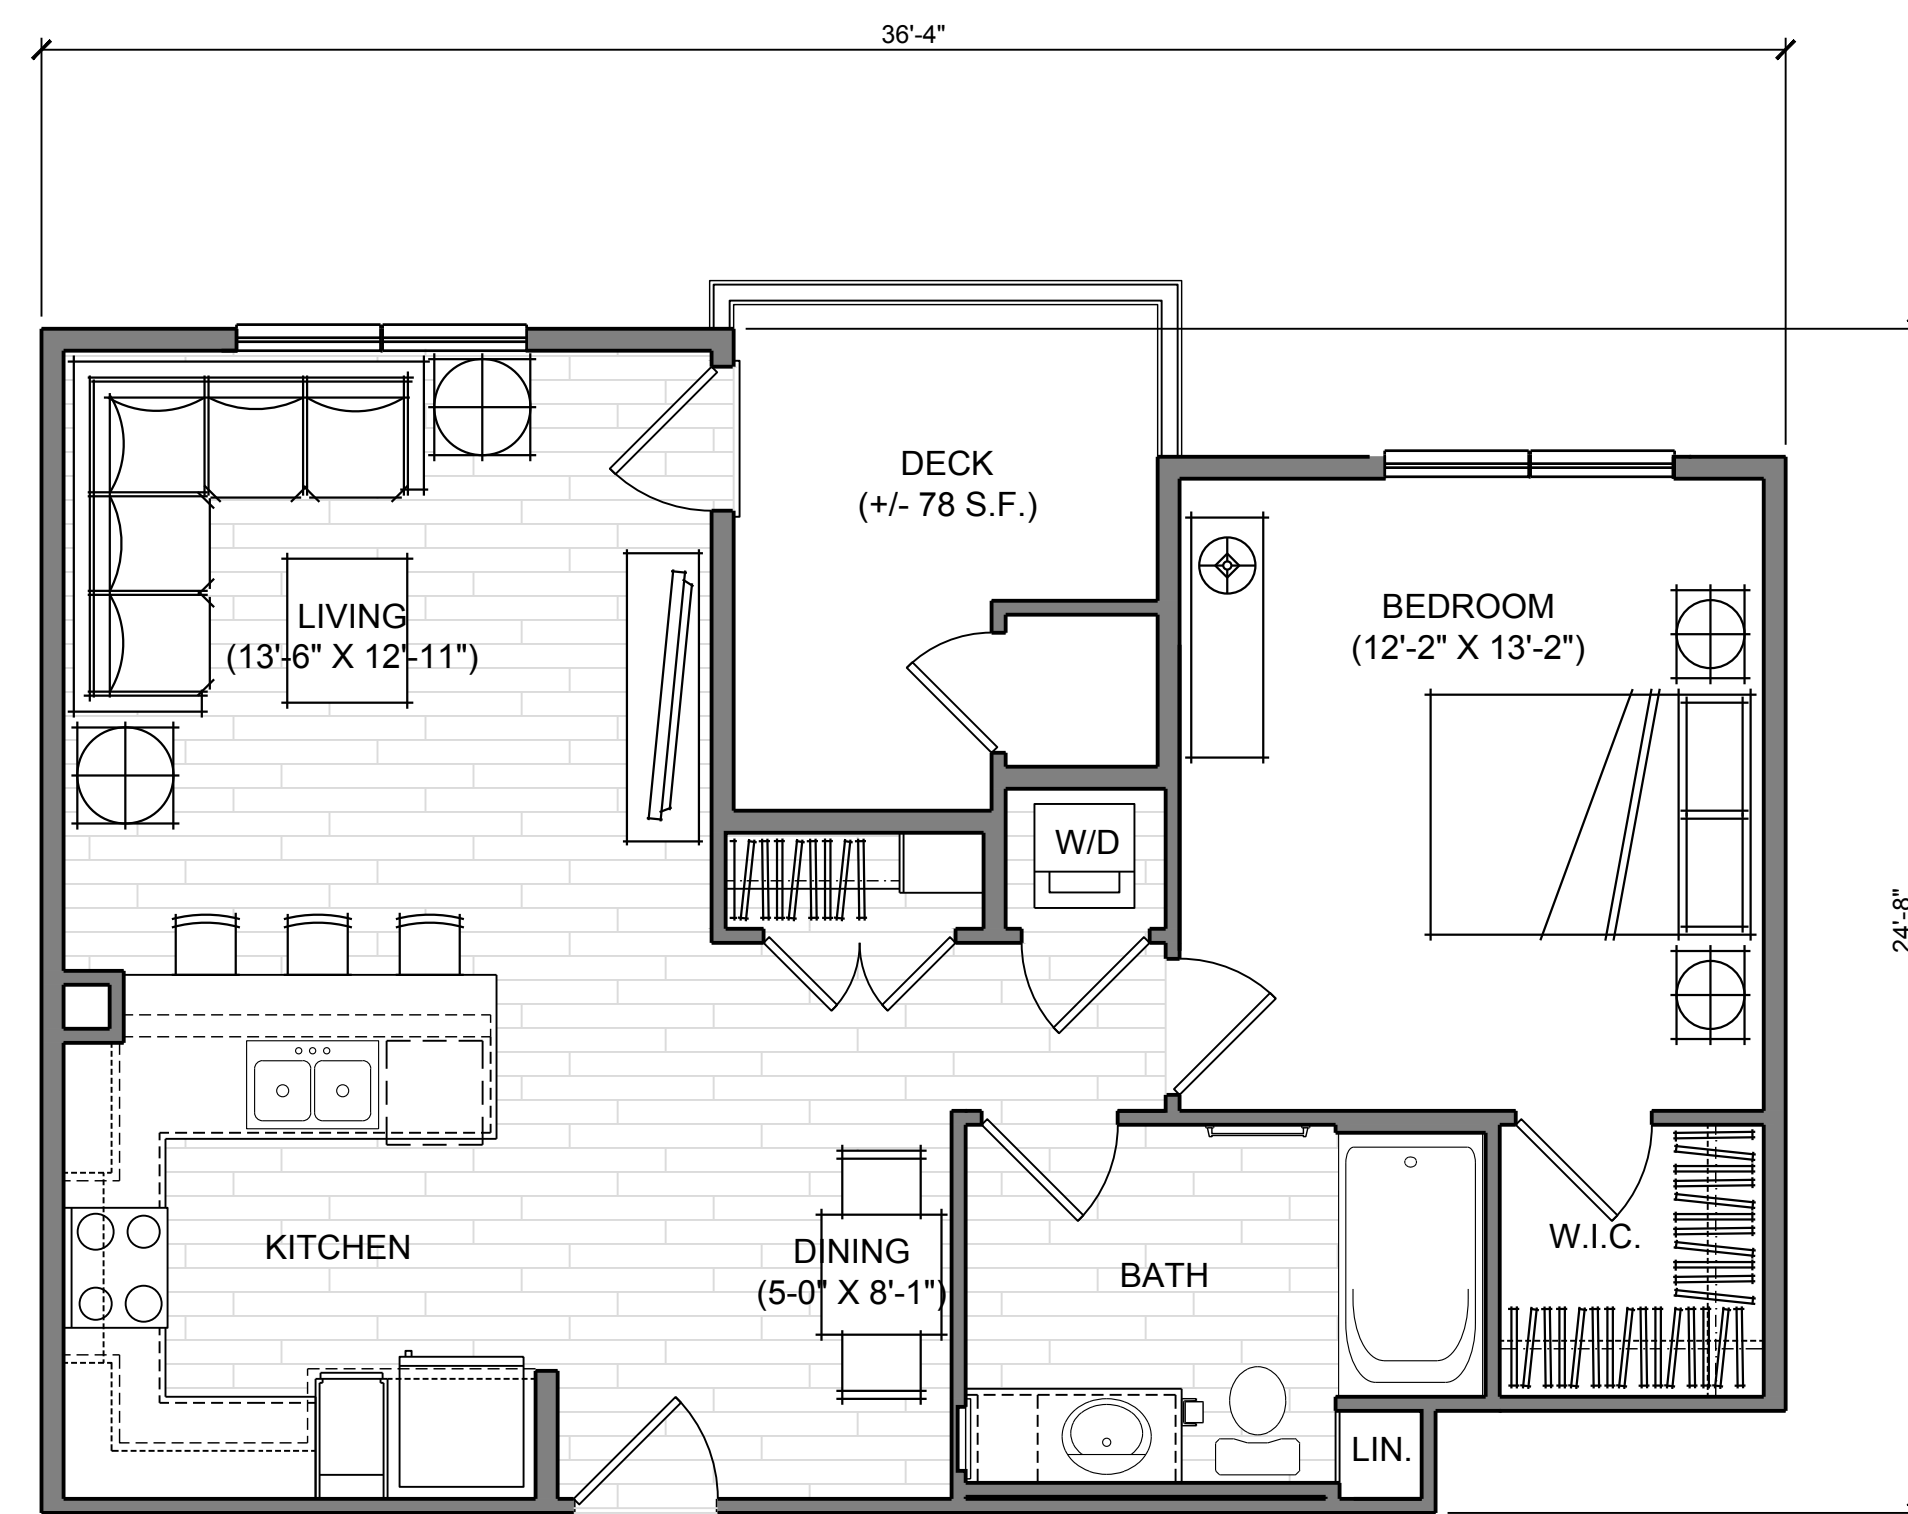 36'-4"
DECK
(+/- 78 S.F.)
LIVING
(13'-6" X 12'-11")
BEDROOM
(12'-2" X 13'-2")
W/D
24'-8"
KITCHEN
DINING
(5-0" X 8'-1")
BATH
W.I.C.
LIN.